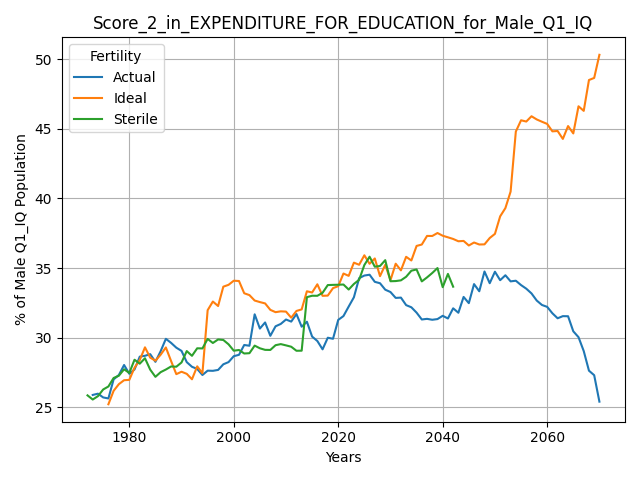 Score_2_in_EXPENDITURE_FOR_EDUCATION_for_Male_Q1_IQ
Fertility
Actual
Ideal
Sterile
% of Male Q1_IQ Population
50
45
40
35
30
25
1980
2000
2020
2040
2060
Years